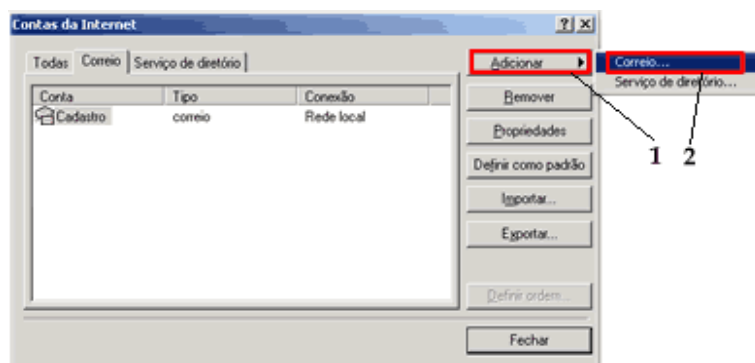 Contas da Internet
Todas Correio Serviço de diretório
Adicionar
Correio...
Serviço de diretório...
Conta Tipo Conexão
Cadastro correio Rede local
Remover
Propriedades
Definir como padrão
Importar...
Exportar...
Definir ordem...
Fechar
1 2